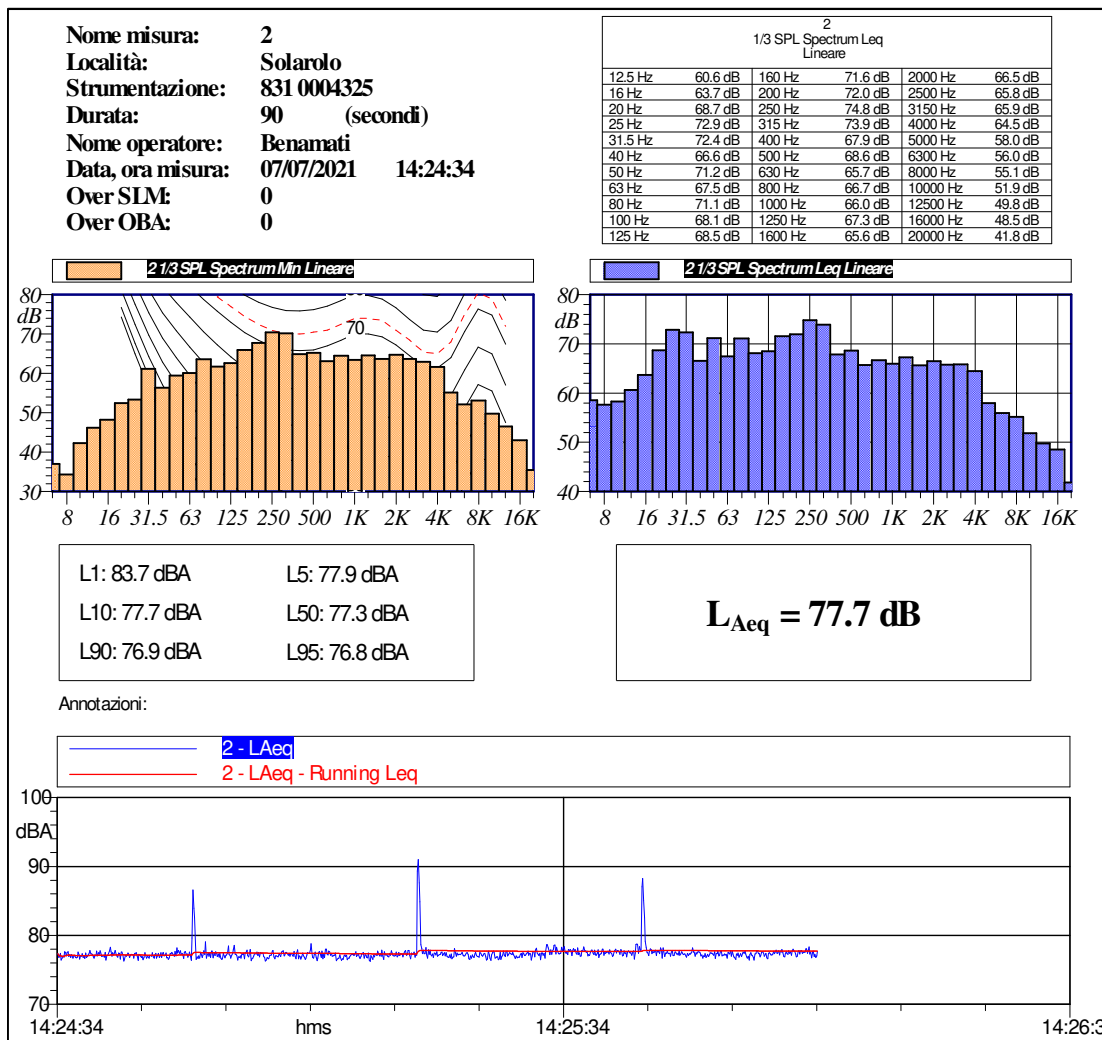 Nome misura: 2
Località: Solarolo
Strumentazione: 831 0004325
Durata: 90 (secondi)
Nome operatore: Benamati
Data, ora misura: 07/07/2021 14:24:34
Over SLM: 0
Over OBA: 0
2
1/3 SPL Spectrum Leq
Lineare
12.5 Hz 60.6 dB 160 Hz 71.6 dB 2000 Hz 66.5 dB
16 Hz 63.7 dB 200 Hz 72.0 dB 2500 Hz 65.8 dB
20 Hz 68.7 dB 250 Hz 74.8 dB 3150 Hz 65.9 dB
25 Hz 72.9 dB 315 Hz 73.9 dB 4000 Hz 64.5 dB
31.5 Hz 72.4 dB 400 Hz 67.9 dB 5000 Hz 58.0 dB
40 Hz 66.6 dB 500 Hz 68.6 dB 6300 Hz 56.0 dB
50 Hz 71.2 dB 630 Hz 65.7 dB 8000 Hz 55.1 dB
63 Hz 67.5 dB 800 Hz 66.7 dB 10000 Hz 51.9 dB
80 Hz 71.1 dB 1000 Hz 66.0 dB 12500 Hz 49.8 dB
100 Hz 68.1 dB 1250 Hz 67.3 dB 16000 Hz 48.5 dB
125 Hz 68.5 dB 1600 Hz 65.6 dB 20000 Hz 41.8 dB
2 1/3 SPL Spectrum Min Lineare
80
dB
70
60
50
40
30
70
8 16 31.5 63 125 250 500 1K 2K 4K 8K 16K
2 1/3 SPL Spectrum Leq Lineare
80
dB
70
60
50
40
8 16 31.5 63 125 250 500 1K 2K 4K 8K 16K
L1: 83.7 dBA L5: 77.9 dBA
L10: 77.7 dBA L50: 77.3 dBA
L90: 76.9 dBA L95: 76.8 dBA
LAeq = 77.7 dB
Annotazioni:
2 - LAeq
2 - LAeq - Running Leq
100
dBA
90
80
70
14:24:34 hms 14:25:34 14:26:3